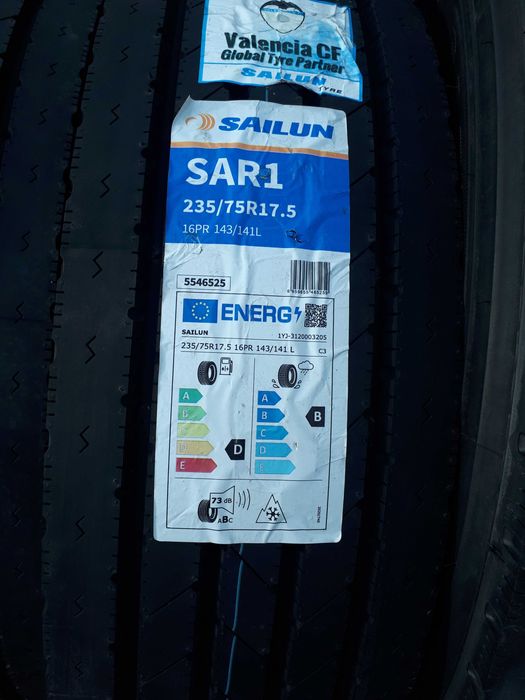 Valencia CF
Global Tyre Partner
SAILUN
TYRE
SAILUN
SAR1
235/75R17.5
16PR 143/141L
5546525
ENERG
SAILUN
1YJ-3120003205
235/75R17.5 16PR 143/141 L
C3
A
B
C
D
E
D
A
B
C
D
E
B
73 dB
ABC